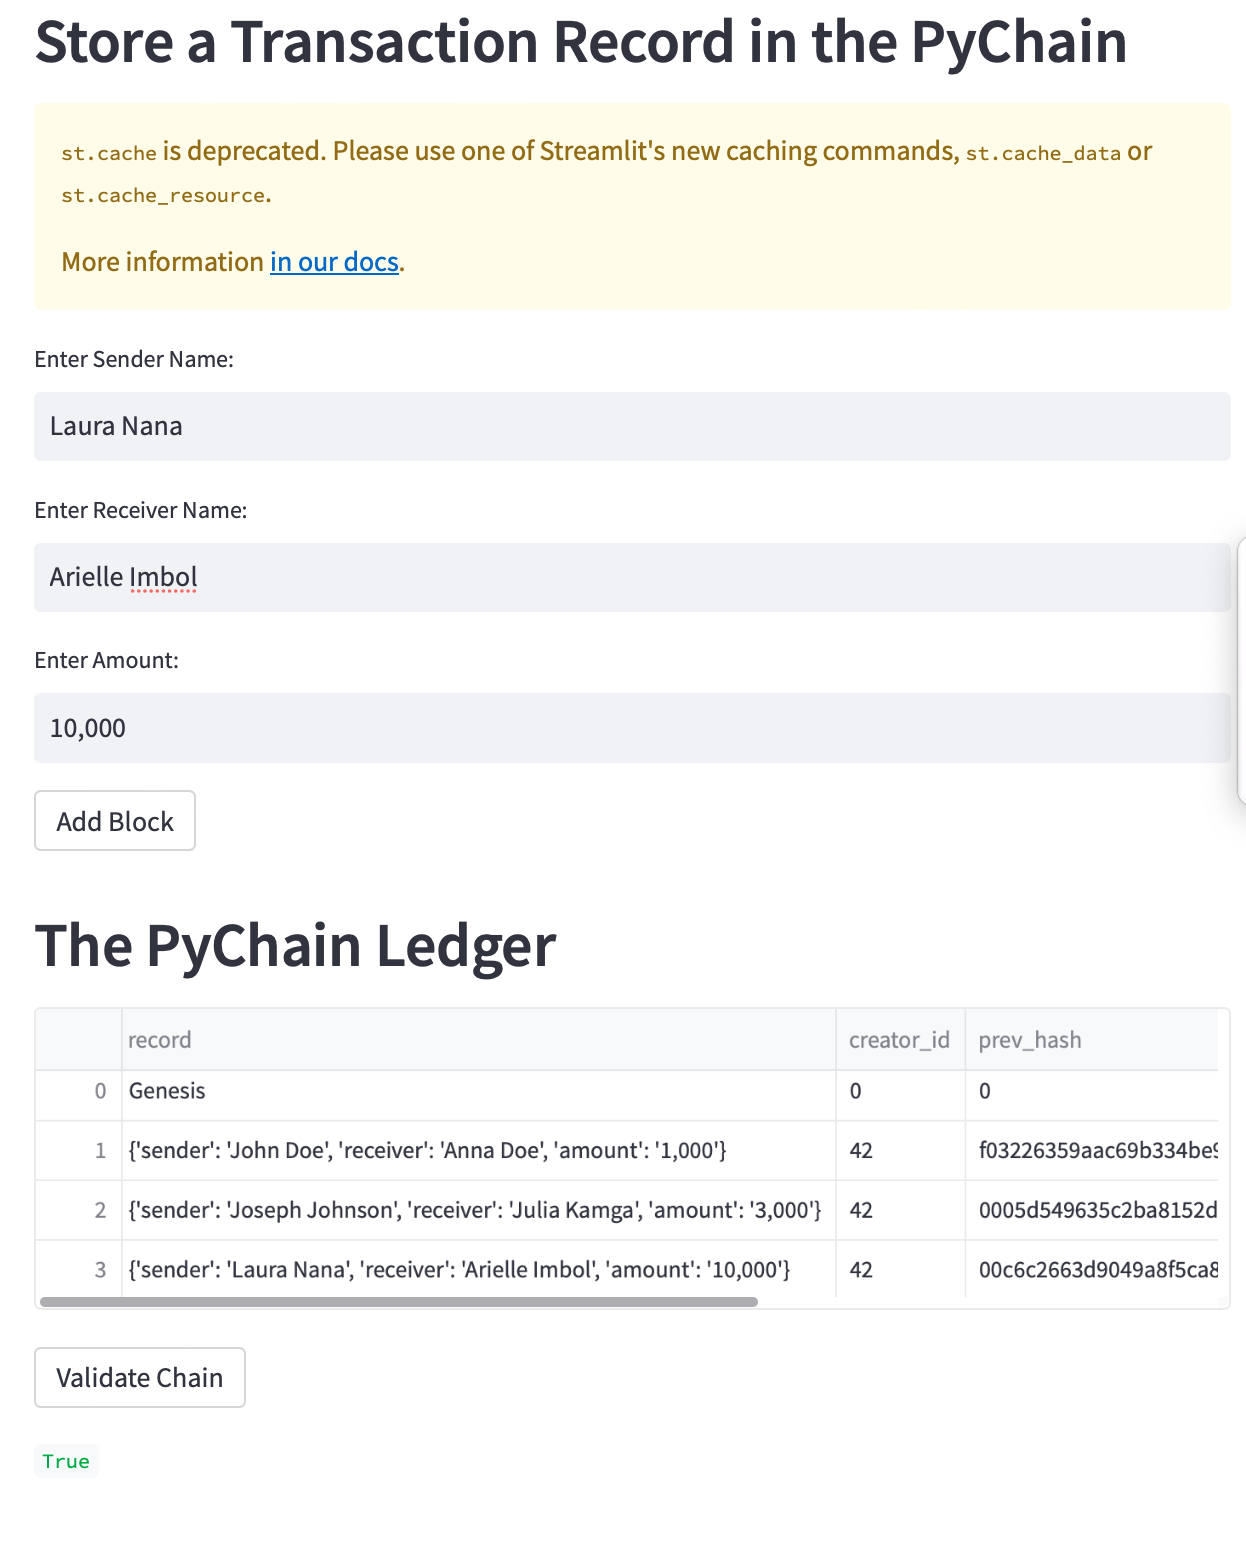 Store a Transaction Record in the PyChain
st.cache is deprecated. Please use one of Streamlit's new caching commands, st.cache_data or
st.cache_resource.
More information in our docs.
Enter Sender Name:
Laura Nana
Enter Receiver Name:
Arielle Imbol
Enter Amount:
10,000
Add Block
The PyChain Ledger
record creator_id prev_hash
0 Genesis 0 0
1 {'sender': 'John Doe', 'receiver': 'Anna Doe', 'amount': '1,000'} 42 f03226359aac69b334be9
2 {'sender': 'Joseph Johnson', 'receiver': 'Julia Kamga', 'amount': '3,000'} 42 0005d549635c2ba8152d
3 {'sender': 'Laura Nana', 'receiver': 'Arielle Imbol', 'amount': '10,000'} 42 00c6c2663d9049a8f5ca8
Validate Chain
True